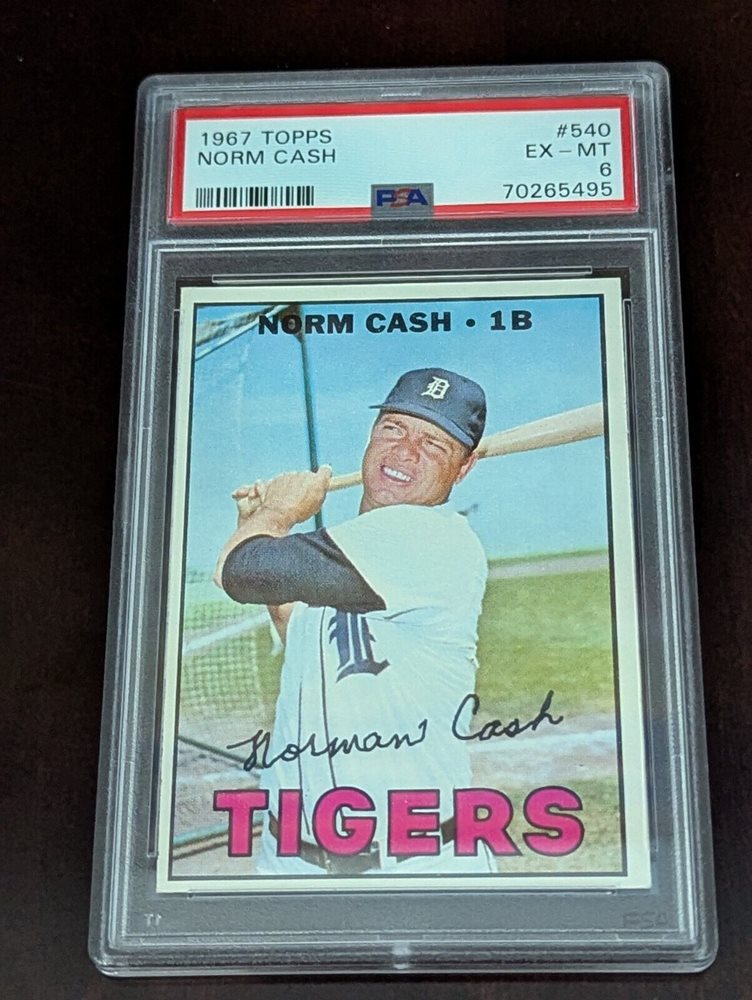 1967 TOPPS #540
NORM CASH EX - MT
6
PSA 70265495
NORM CASH • 1B
D
Norman Cash
TIGERS